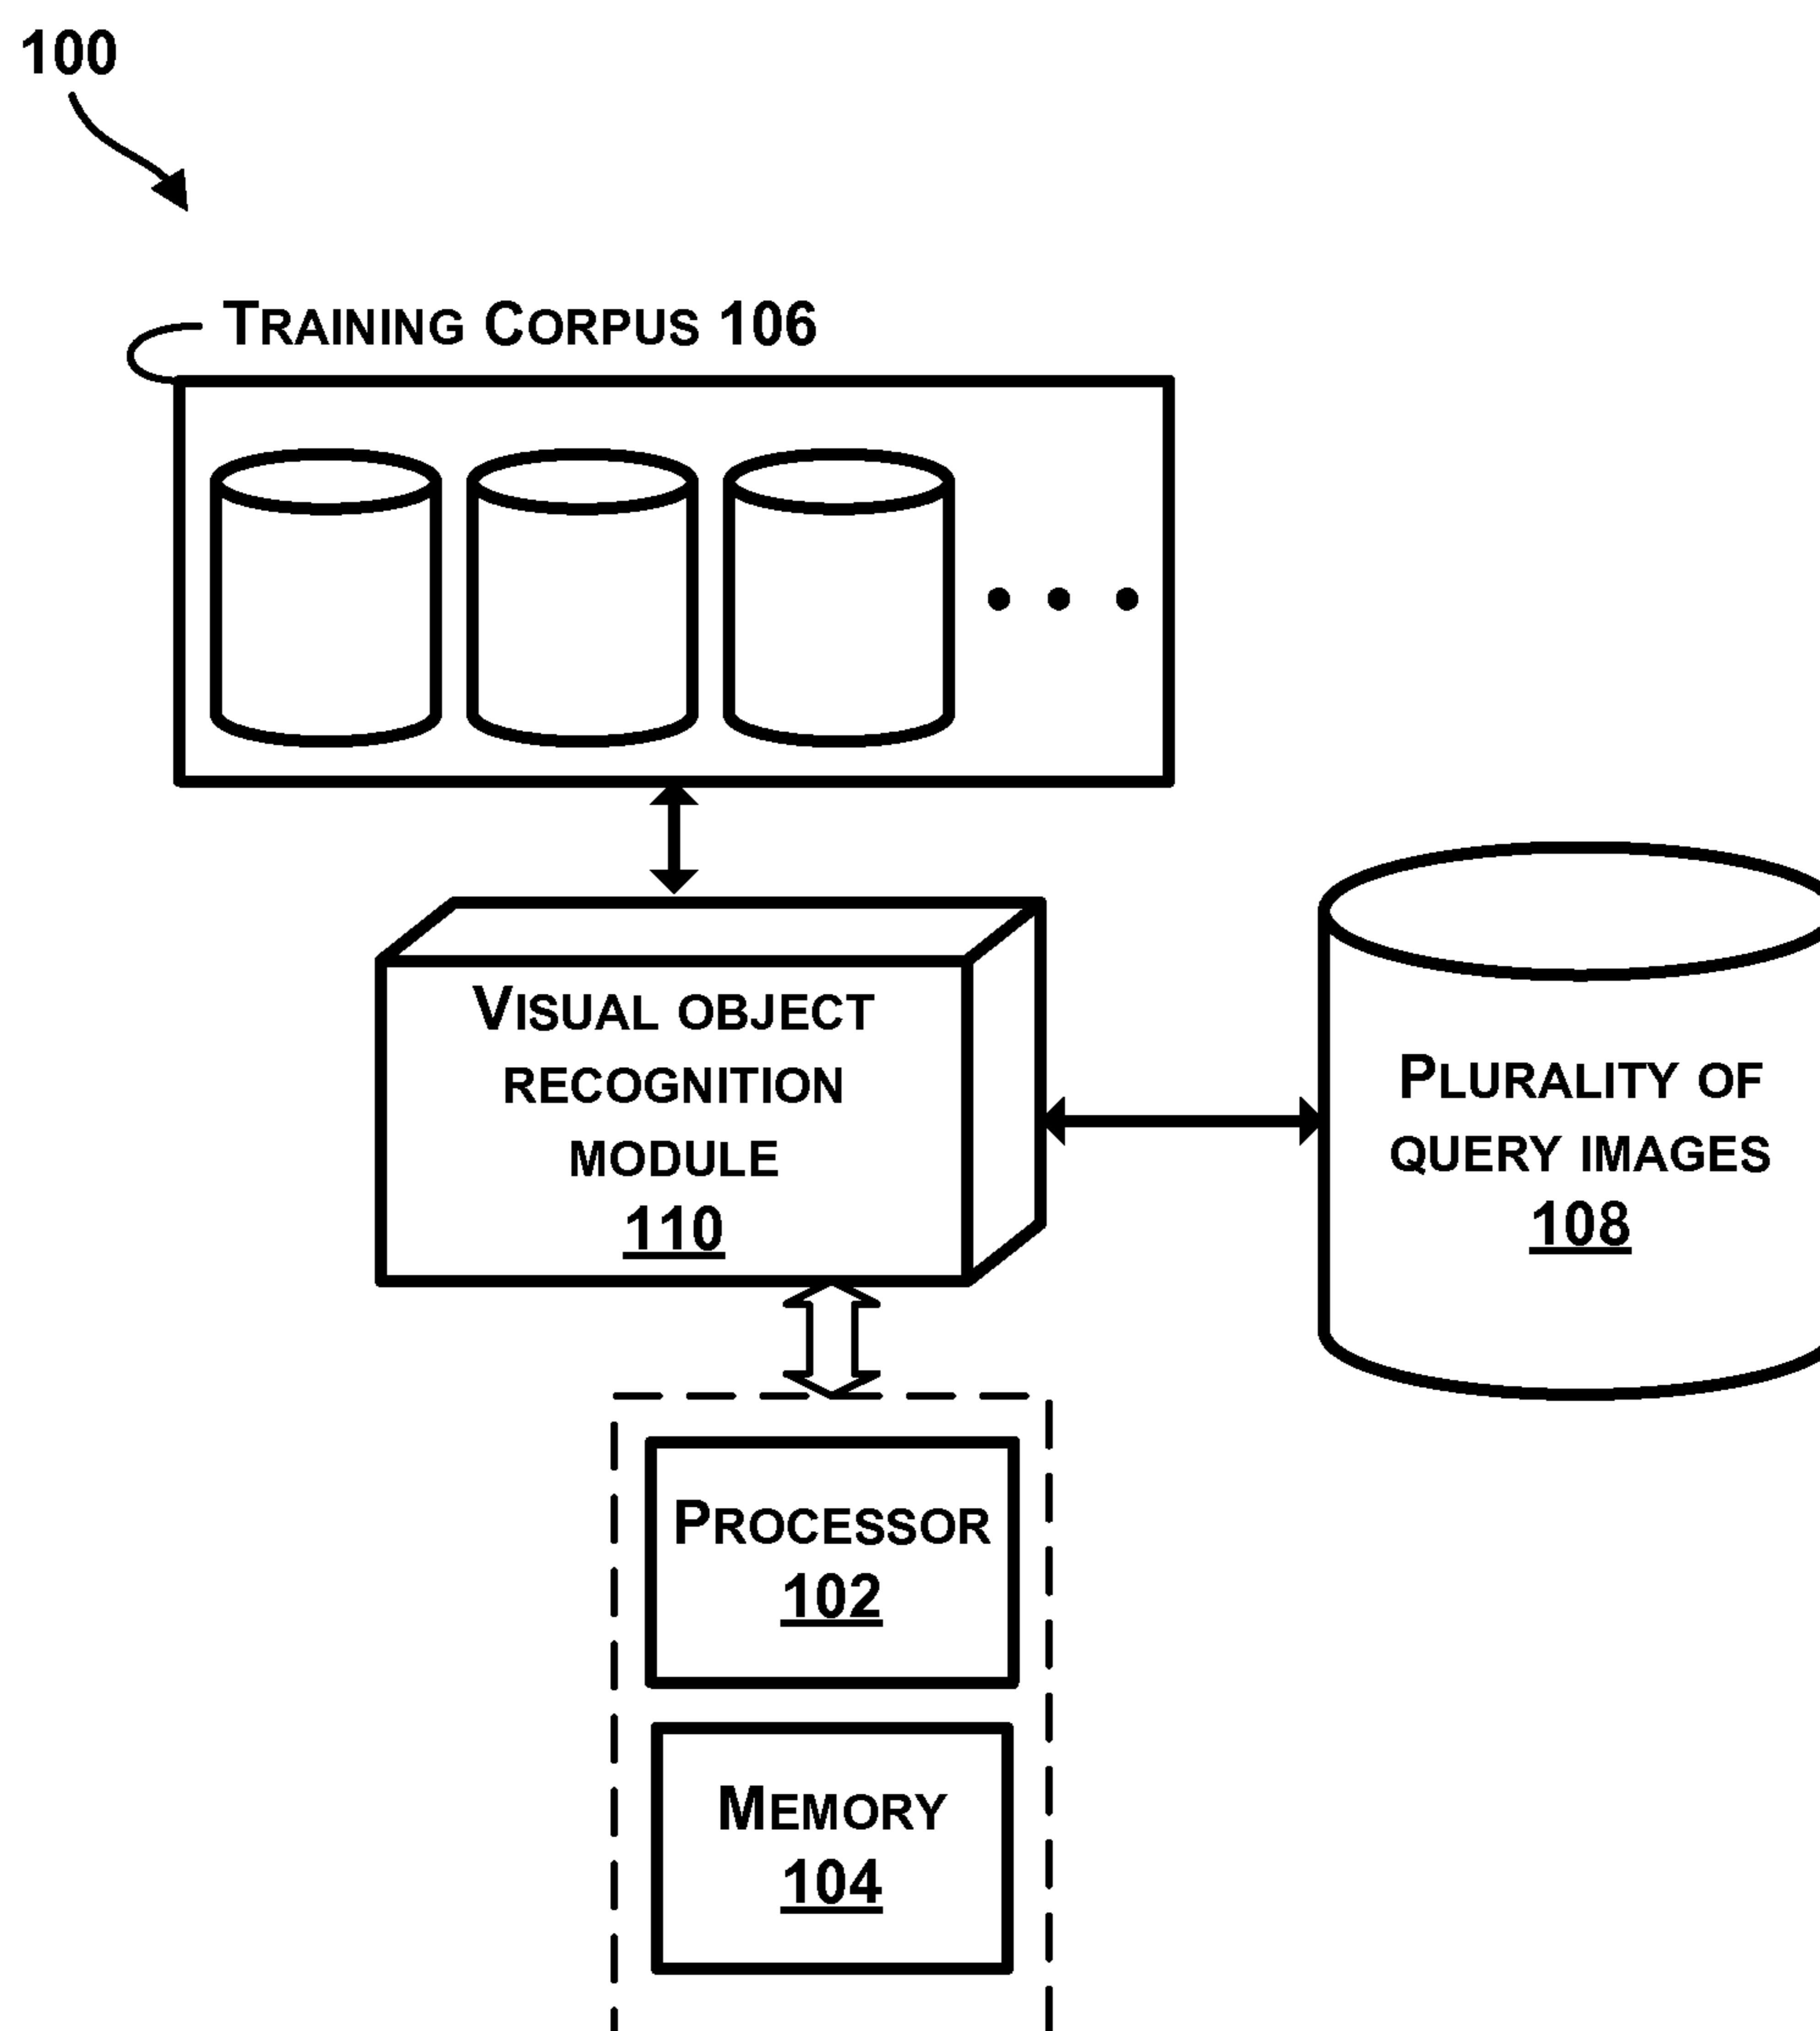 100
TRAINING CORPUS 106
VISUAL OBJECT
RECOGNITION
MODULE
110
PLURALITY OF
QUERY IMAGES
108
PROCESSOR
102
MEMORY
104